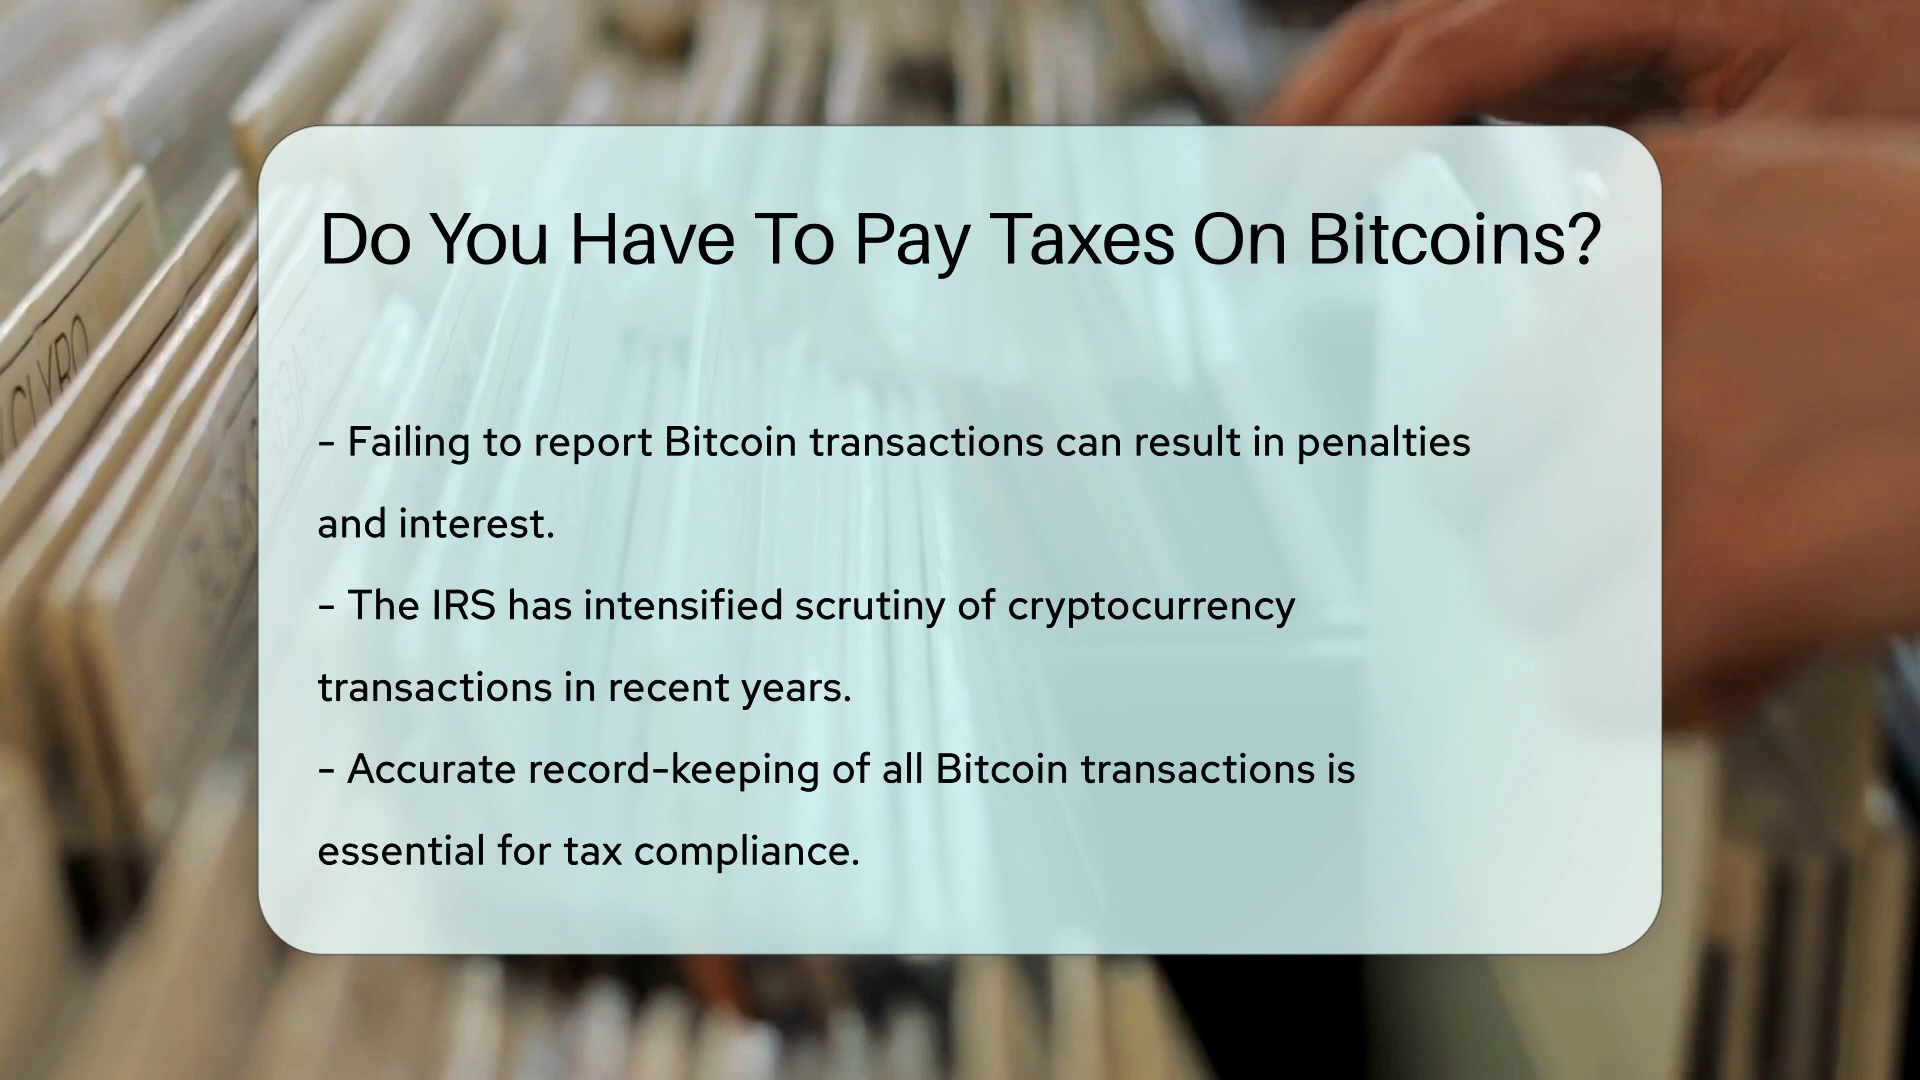 Do You Have To Pay Taxes On Bitcoins?
- Failing to report Bitcoin transactions can result in penalties
and interest.
- The IRS has intensified scrutiny of cryptocurrency
transactions in recent years.
- Accurate record-keeping of all Bitcoin transactions is
essential for tax compliance.